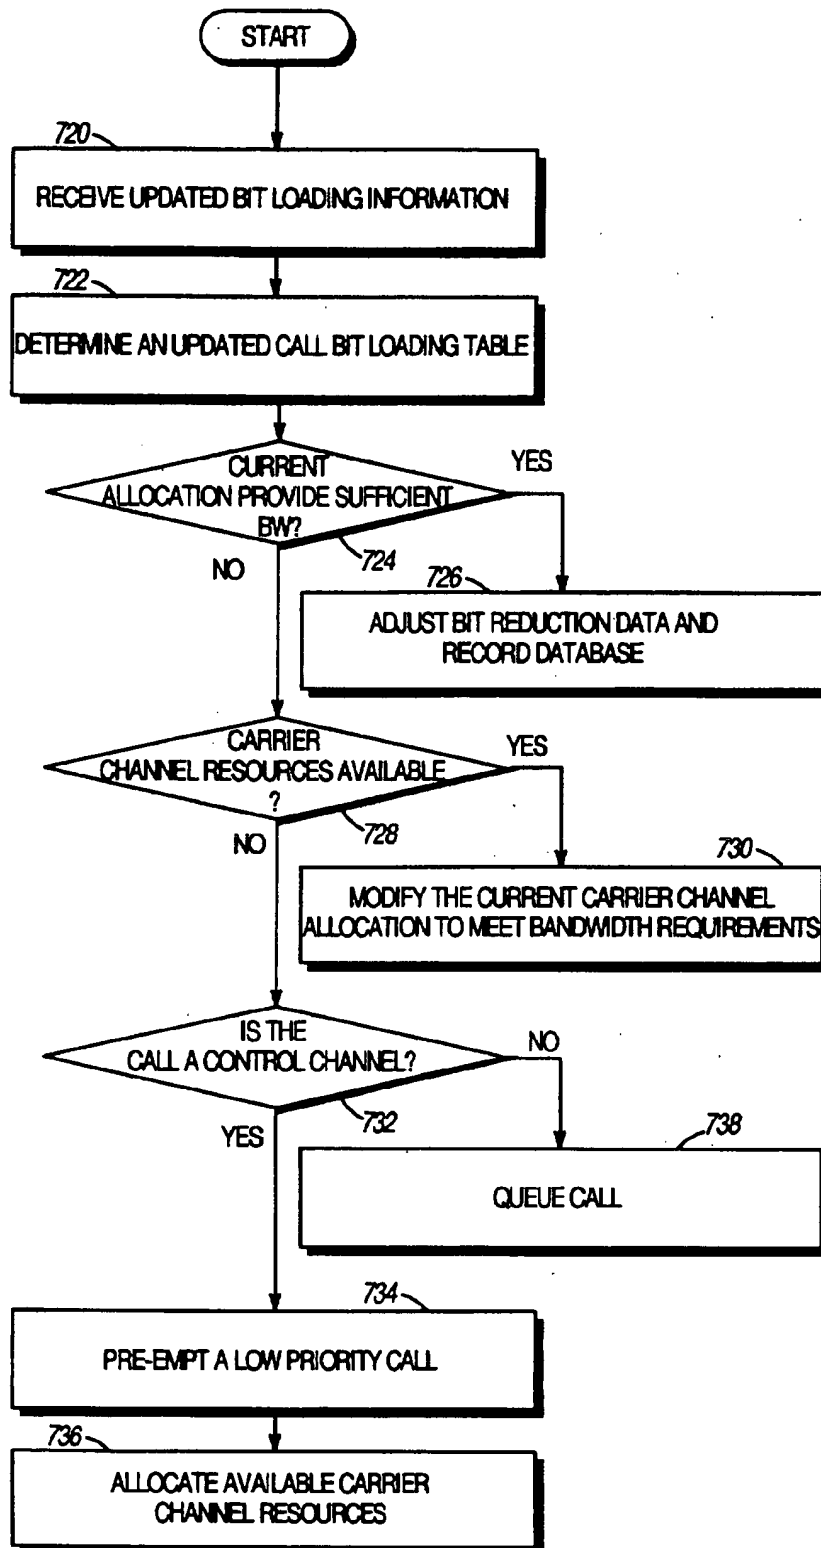 START
720
RECEIVE UPDATED BIT LOADING INFORMATION
722
DETERMINE AN UPDATED CALL BIT LOADING TABLE
CURRENT
ALLOCATION PROVIDE SUFFICIENT
BW?
YES
724
NO
726
ADJUST BIT REDUCTION DATA AND
RECORD DATABASE
CARRIER
CHANNEL RESOURCES AVAILABLE
?
YES
728
NO
730
MODIFY THE CURRENT CARRIER CHANNEL
ALLOCATION TO MEET BANDWIDTH REQUIREMENTS
IS THE
CALL A CONTROL CHANNEL?
NO
732
YES
738
QUEUE CALL
734
PRE-EMPT A LOW PRIORITY CALL
736
ALLOCATE AVAILABLE CARRIER
CHANNEL RESOURCES